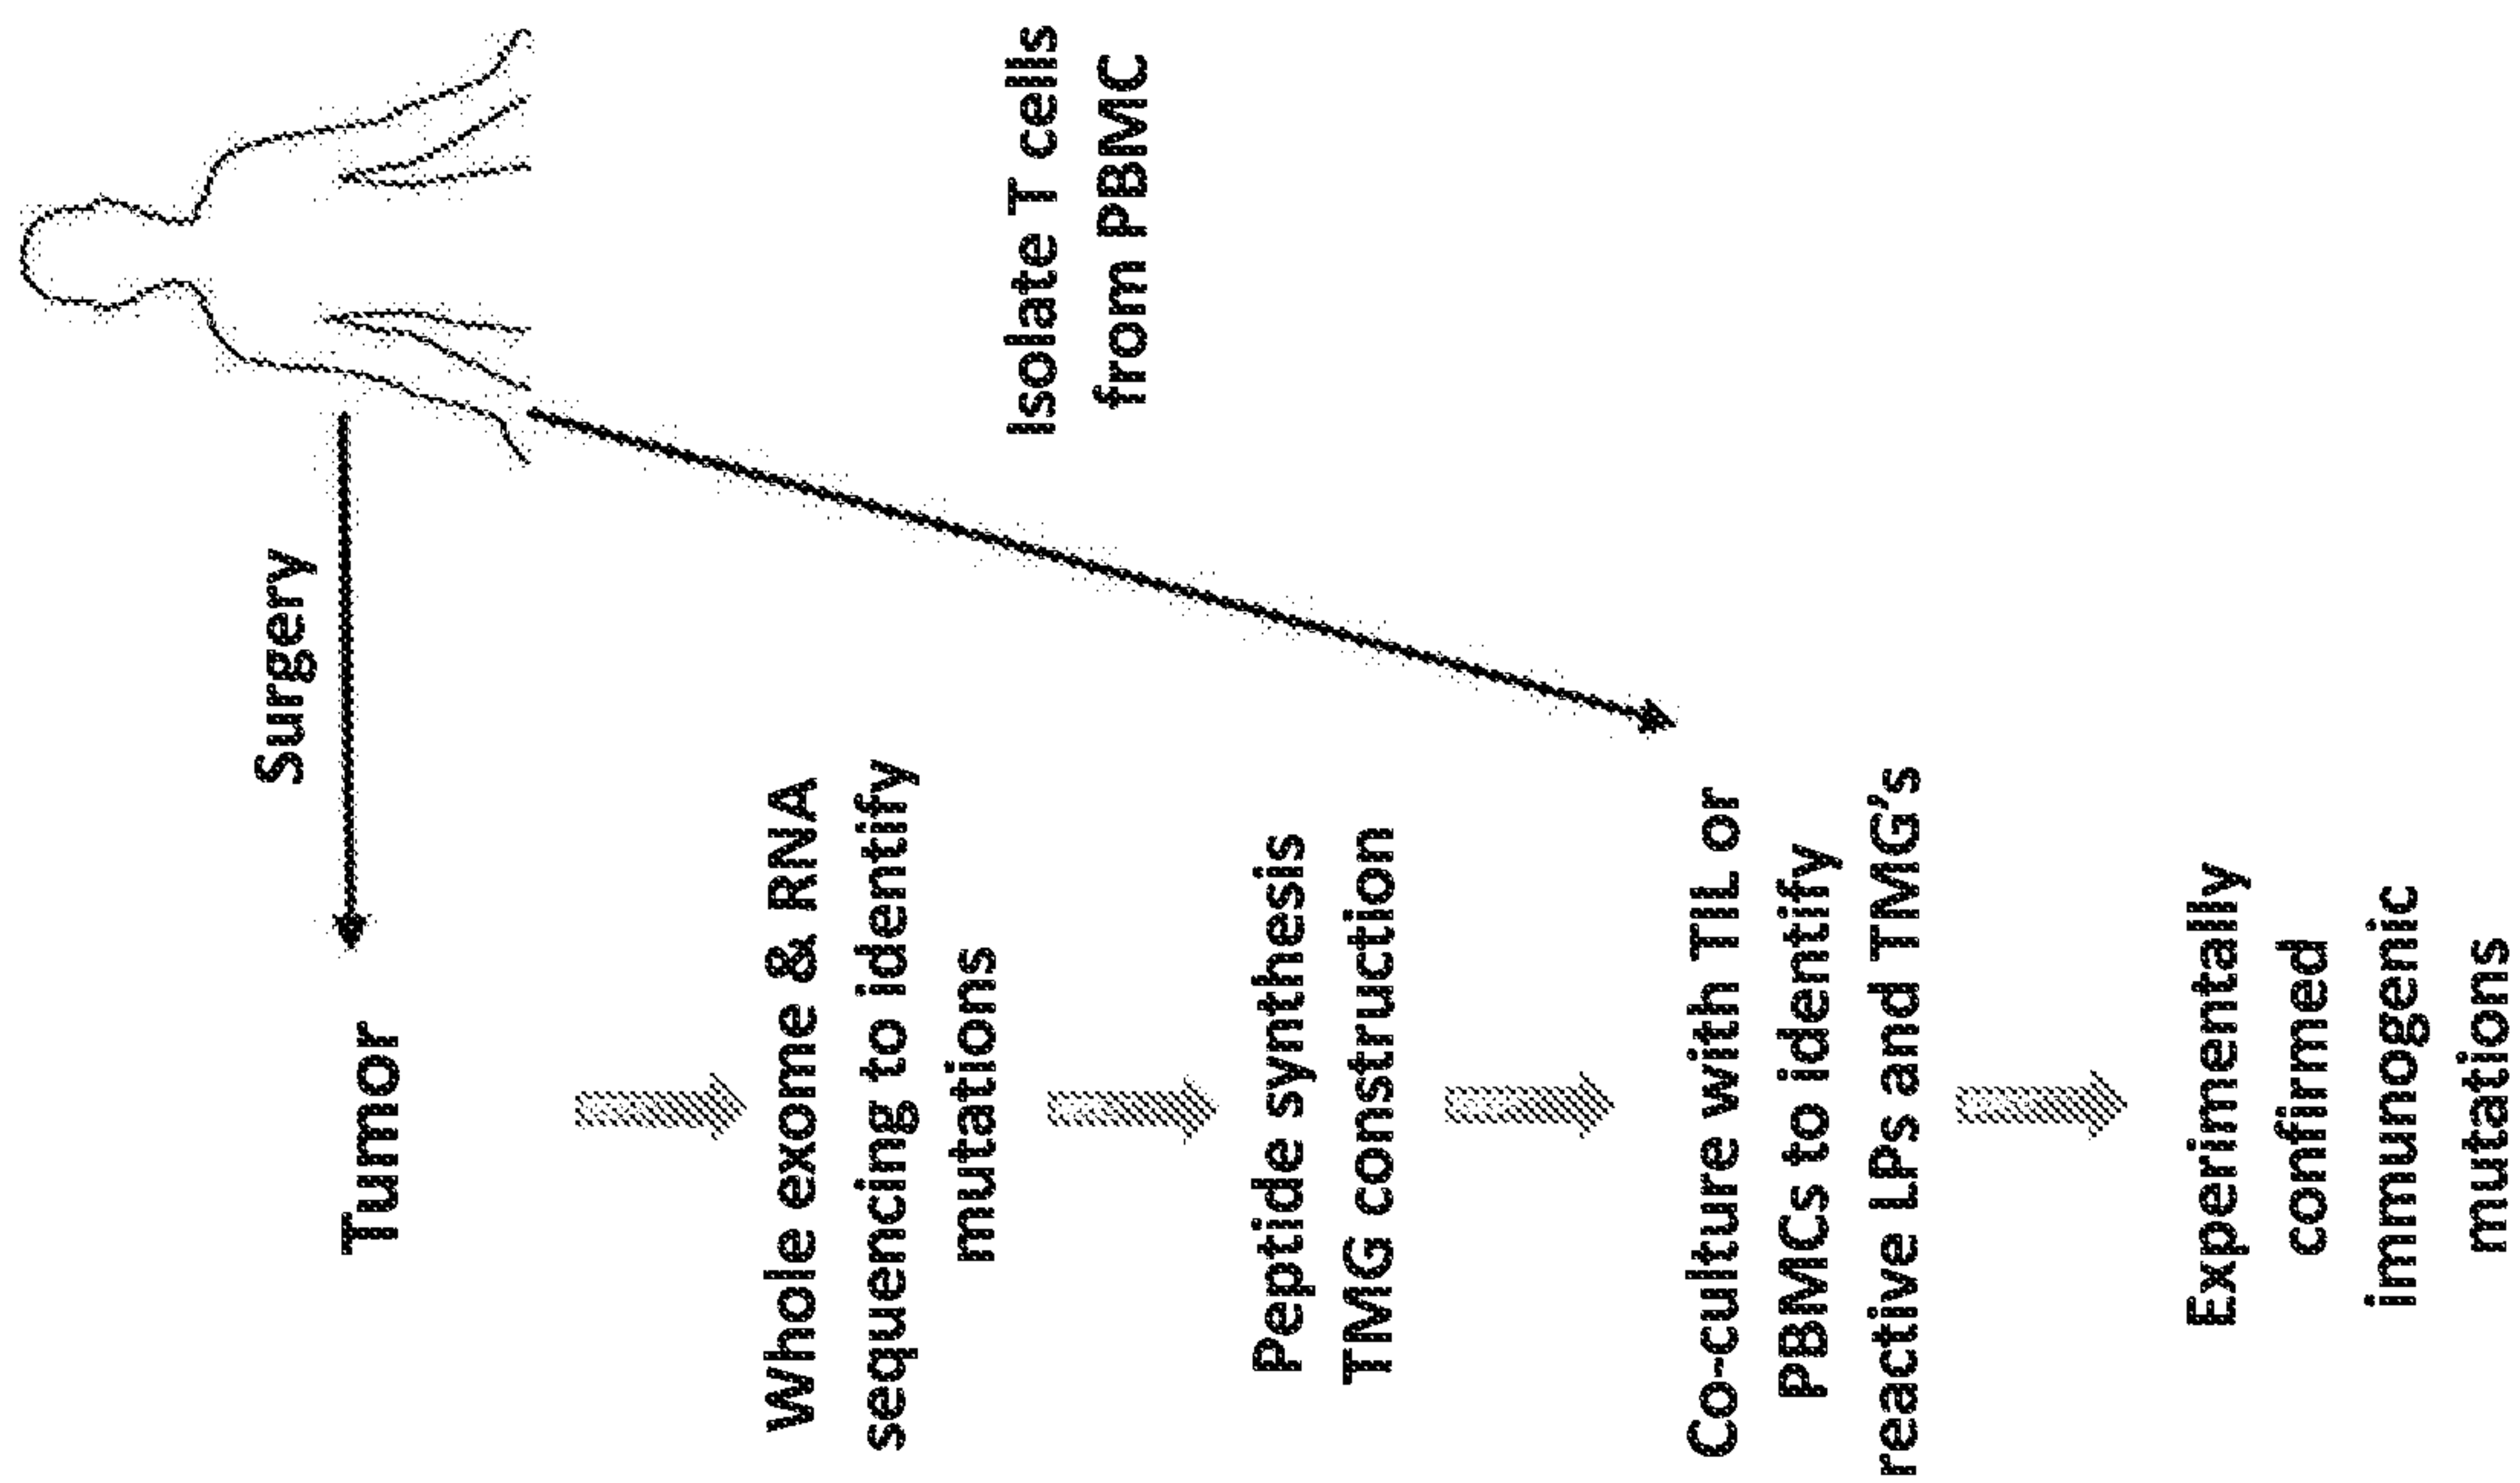 Surgery
Tumor
Whole exome & RNA
sequencing to identify
mutations
Isolate T cells
from PBMC
Peptide synthesis
TMG construction
Co-culture with TIL or
PBMCs to identify
reactive LPs and TMG's
Experimentally
confirmed
immunogenic
mutations